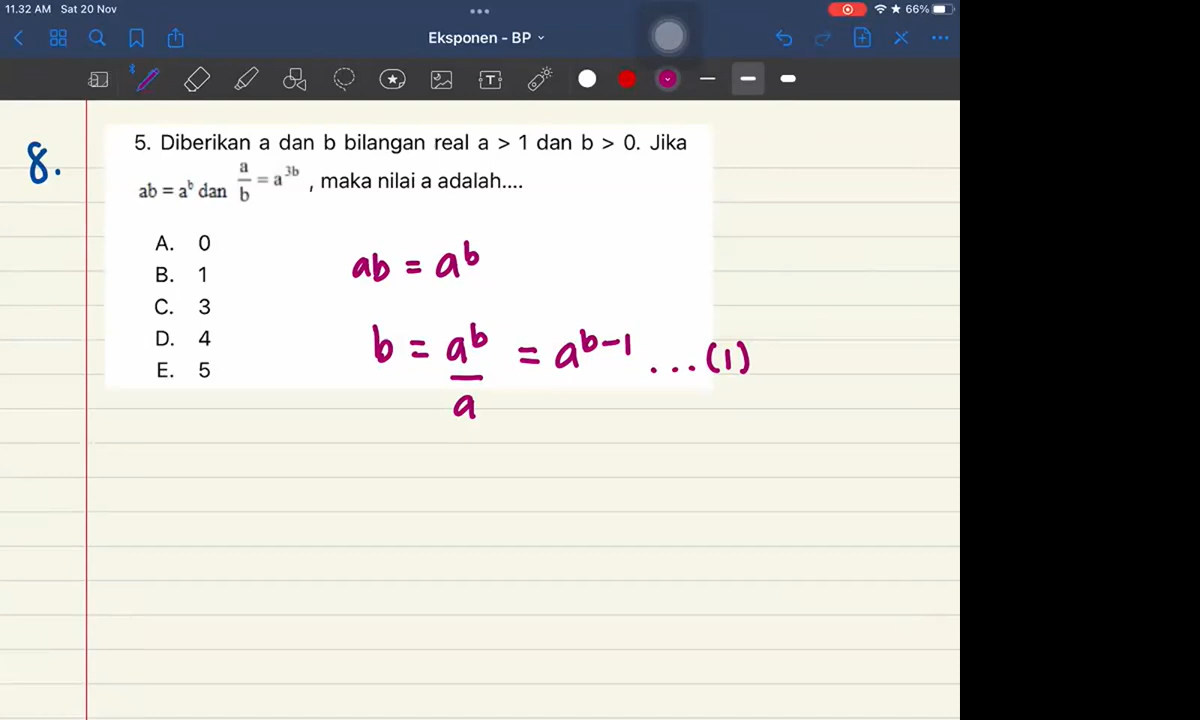 11.32 AM Sat 20 Nov
66%
Eksponen - BP
8.
5. Diberikan a dan b bilangan real a > 1 dan b > 0. Jika
ab = a^b dan a/b = a^3b , maka nilai a adalah....
A. 0
B. 1
C. 3
D. 4
E. 5
ab = a^b
b = a^b/a = a^b-1 ...(1)